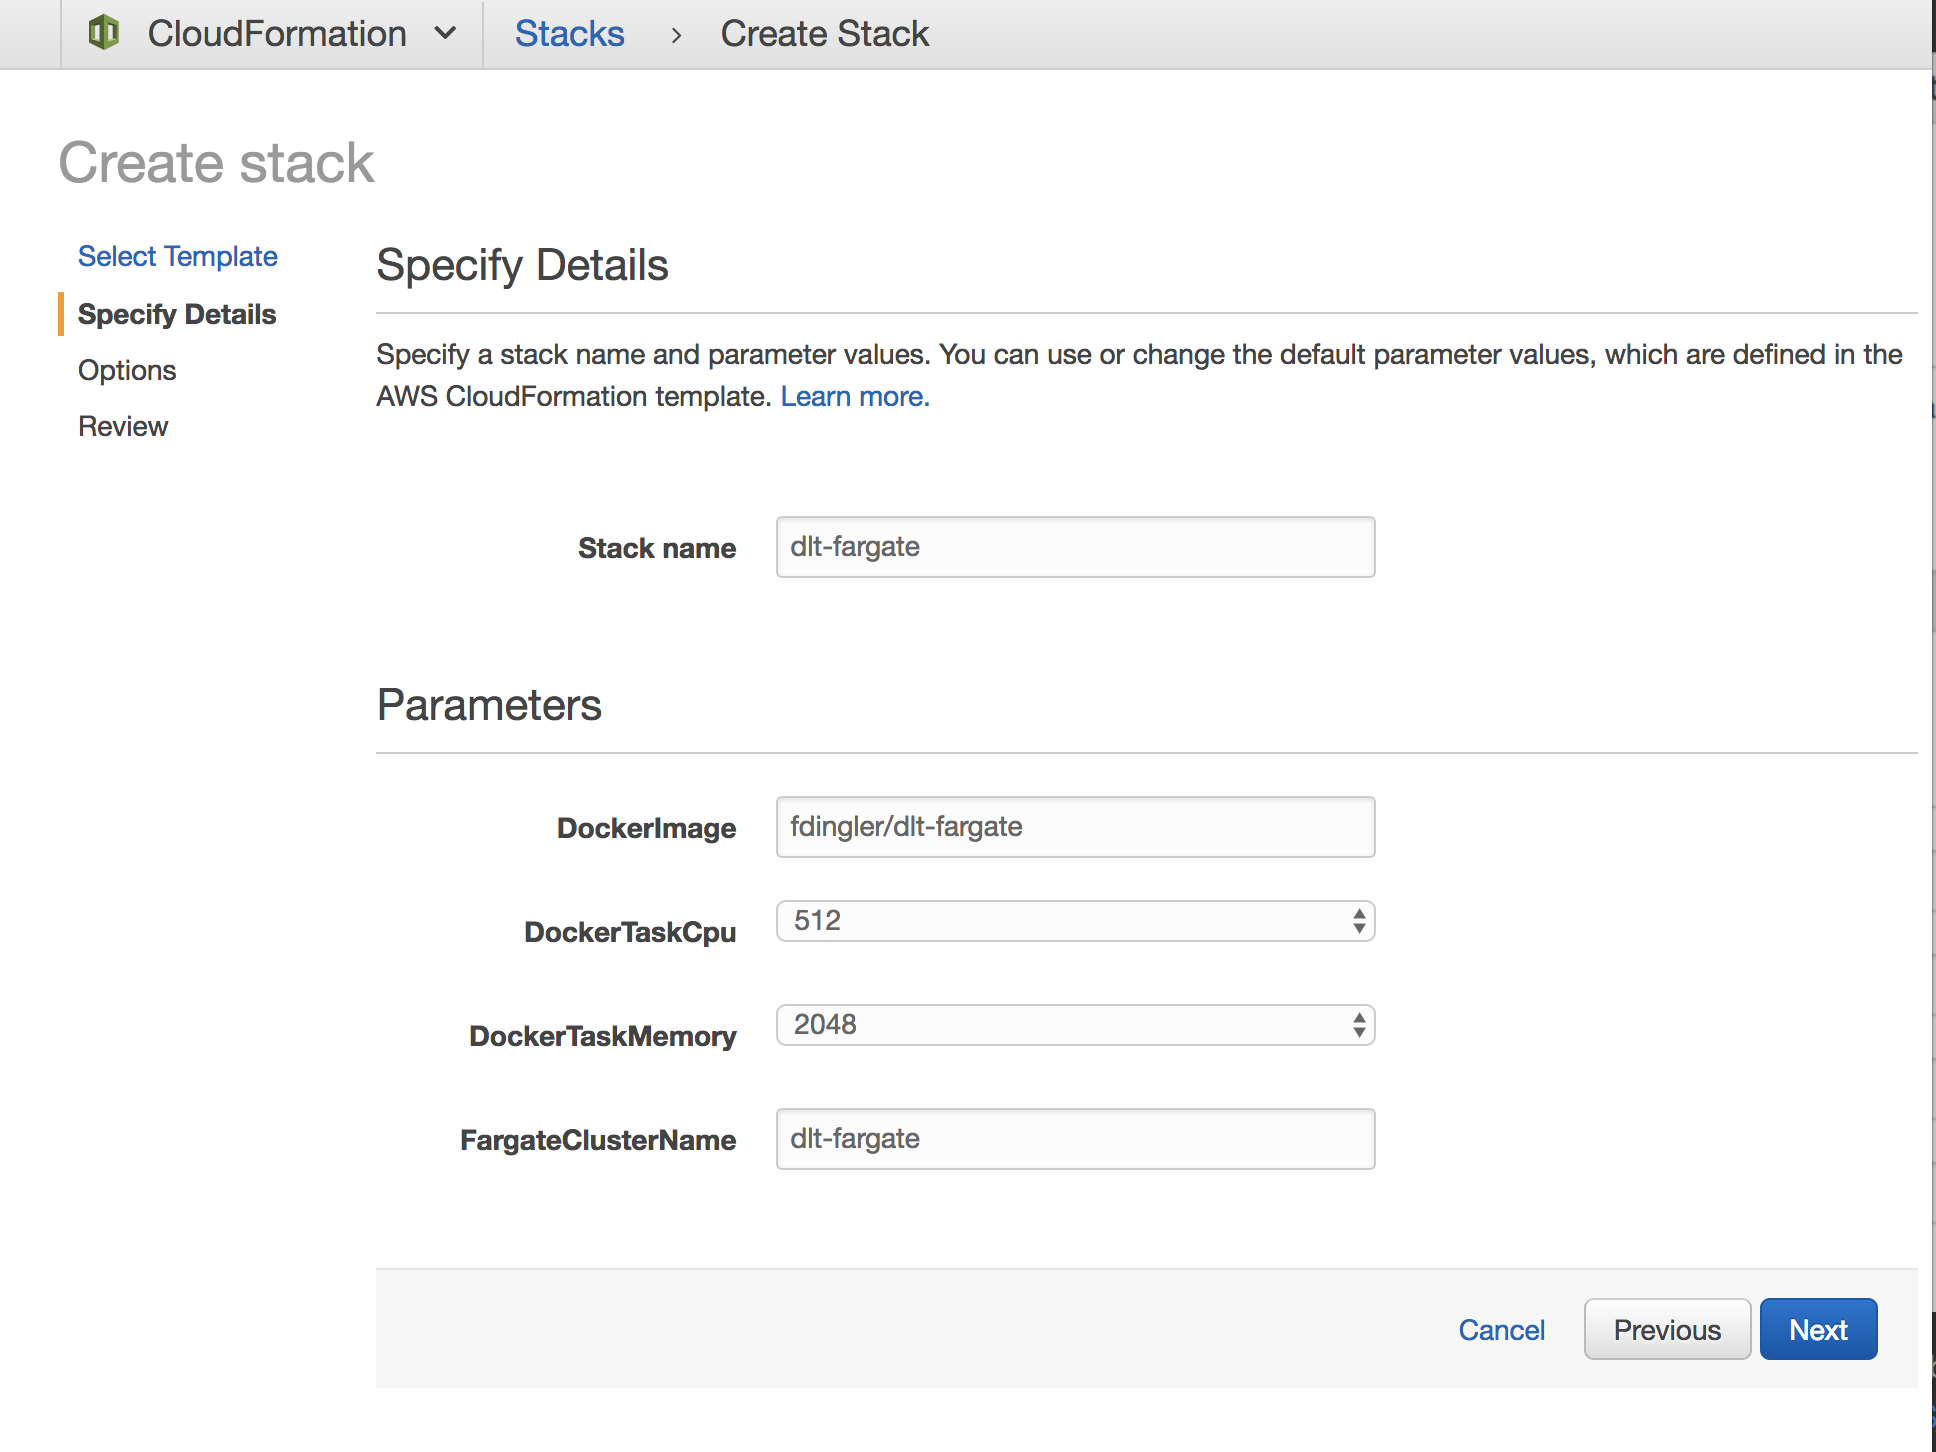 CloudFormation Stacks > Create Stack
Create stack
Select Template
Specify Details
Options
Review
Specify Details
Specify a stack name and parameter values. You can use or change the default parameter values, which are defined in the
AWS CloudFormation template. Learn more.
Stack name dlt-fargate
Parameters
DockerImage fdingler/dlt-fargate
DockerTaskCpu 512
DockerTaskMemory 2048
FargateClusterName dlt-fargate
Cancel Previous Next